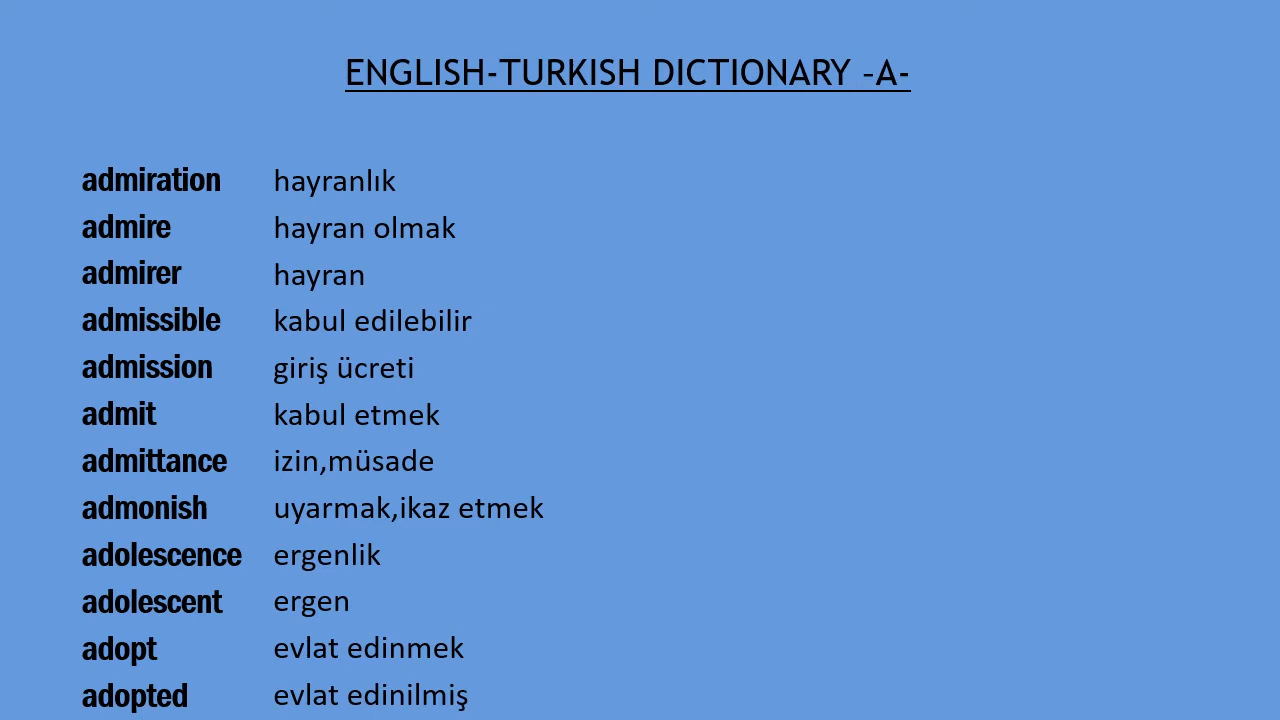 ENGLISH-TURKISH DICTIONARY –A-
admiration hayranlık
admire hayran olmak
admirer hayran
admissible kabul edilebilir
admission giriş ücreti
admit kabul etmek
admittance izin,müsade
admonish uyarmak,ikaz etmek
adolescence ergenlik
adolescent ergen
adopt evlat edinmek
adopted evlat edinilmiş